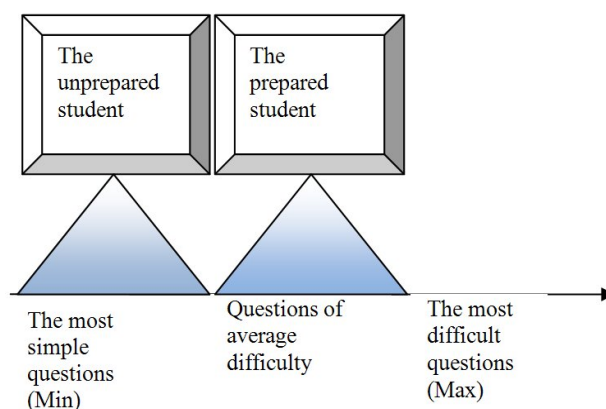 The
unprepared
student
The
prepared
student
The most
simple
questions
(Min)
Questions of
average
difficulty
The most
difficult
questions
(Max)